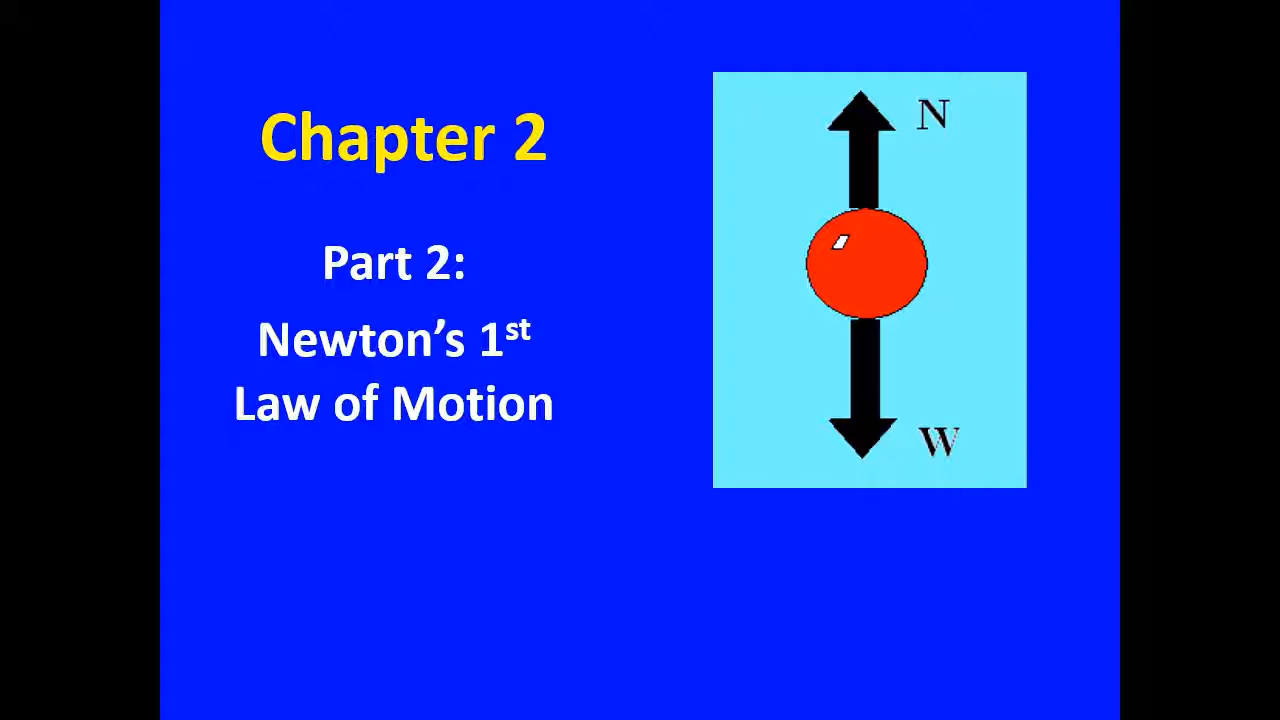 Chapter 2
Part 2:
Newton’s 1st
Law of Motion
N
W